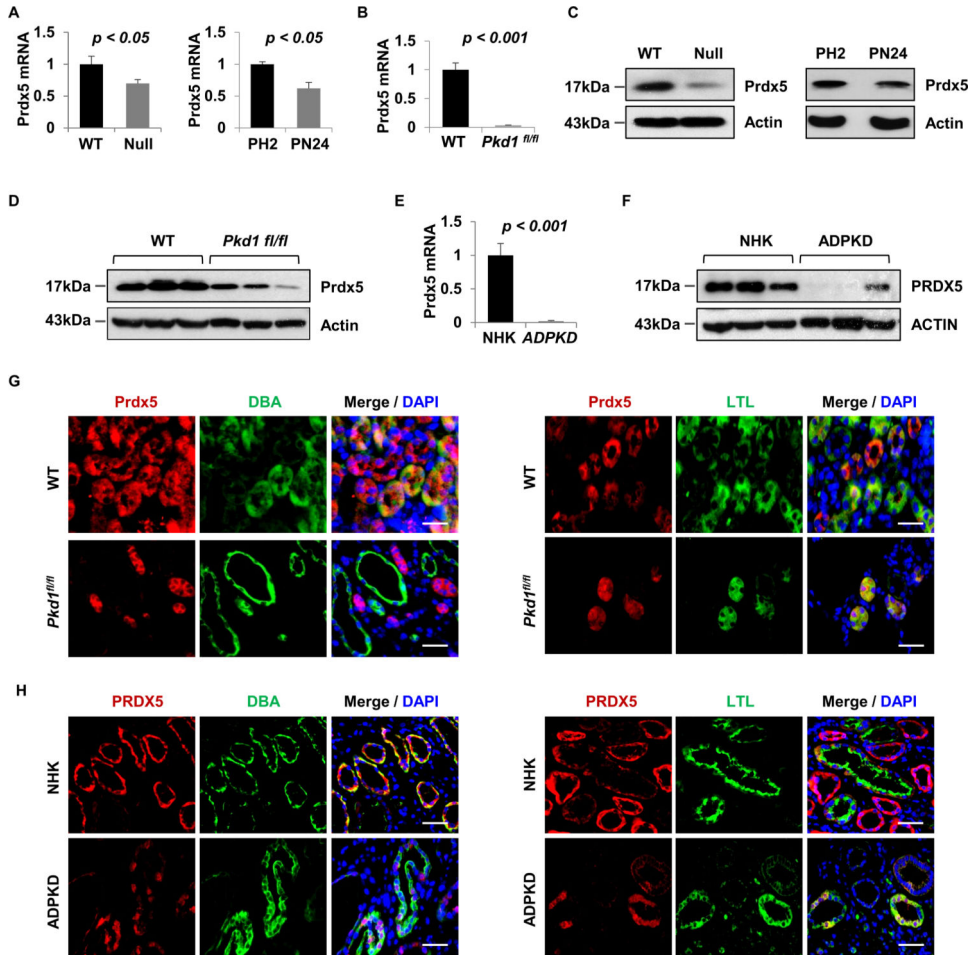 A
p < 0.05
Prdx5 mRNA
1.5
1
0.5
0
WT Null
p < 0.05
Prdx5 mRNA
1.5
1
0.5
0
PH2 PN24
B
p < 0.001
Prdx5 mRNA
1.5
1
0.5
0
WT Pkd1 fl/fl
C
WT Null
17kDa Prdx5
43kDa Actin
PH2 PN24
Prdx5
Actin
D
WT Pkd1 fl/fl
17kDa Prdx5
43kDa Actin
E
p < 0.001
Prdx5 mRNA
1.5
1
0.5
0
NHK ADPKD
F
NHK ADPKD
17kDa PRDX5
43kDa ACTIN
G
Prdx5 DBA Merge / DAPI
WT
Pkd1fl/fl
Prdx5 LTL Merge / DAPI
WT
Pkd1fl/fl
H
PRDX5 DBA Merge / DAPI
NHK
ADPKD
PRDX5 LTL Merge / DAPI
NHK
ADPKD